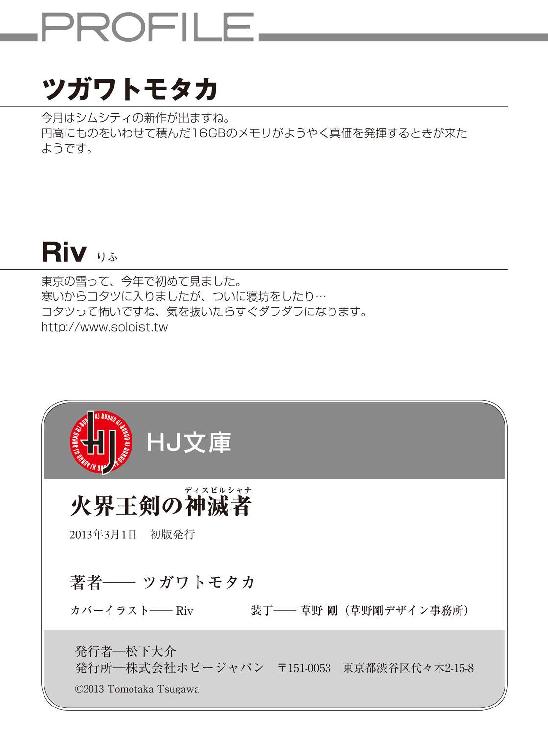 PROFILE
ツガワトモタカ
今月はシムシティの新作が出ますね。
円高にものをいわせて積んだ16GBのメモリがようやく真価を発揮するときが来た
ようです。
Riv りふ
東京の雪って、今年で初めて見ました。
寒いからコタツに入りましたが、ついに寝坊をしたり…
コタツって怖いですね、気を抜いたらすぐダラダラになります。
http://www.soloist.tw
HJ HJ文庫
ディスビルシャナ
火界王剣の神滅者
2013年3月1日 初版発行
著者―― ツガワトモタカ
カバーイラスト―― Riv 装丁―― 草野 剛（草野剛デザイン事務所）
発行者―松下大介
発行所―株式会社ホビージャパン 〒151-0053 東京都渋谷区代々木2-15-8
©2013 Tomotaka Tsugawa